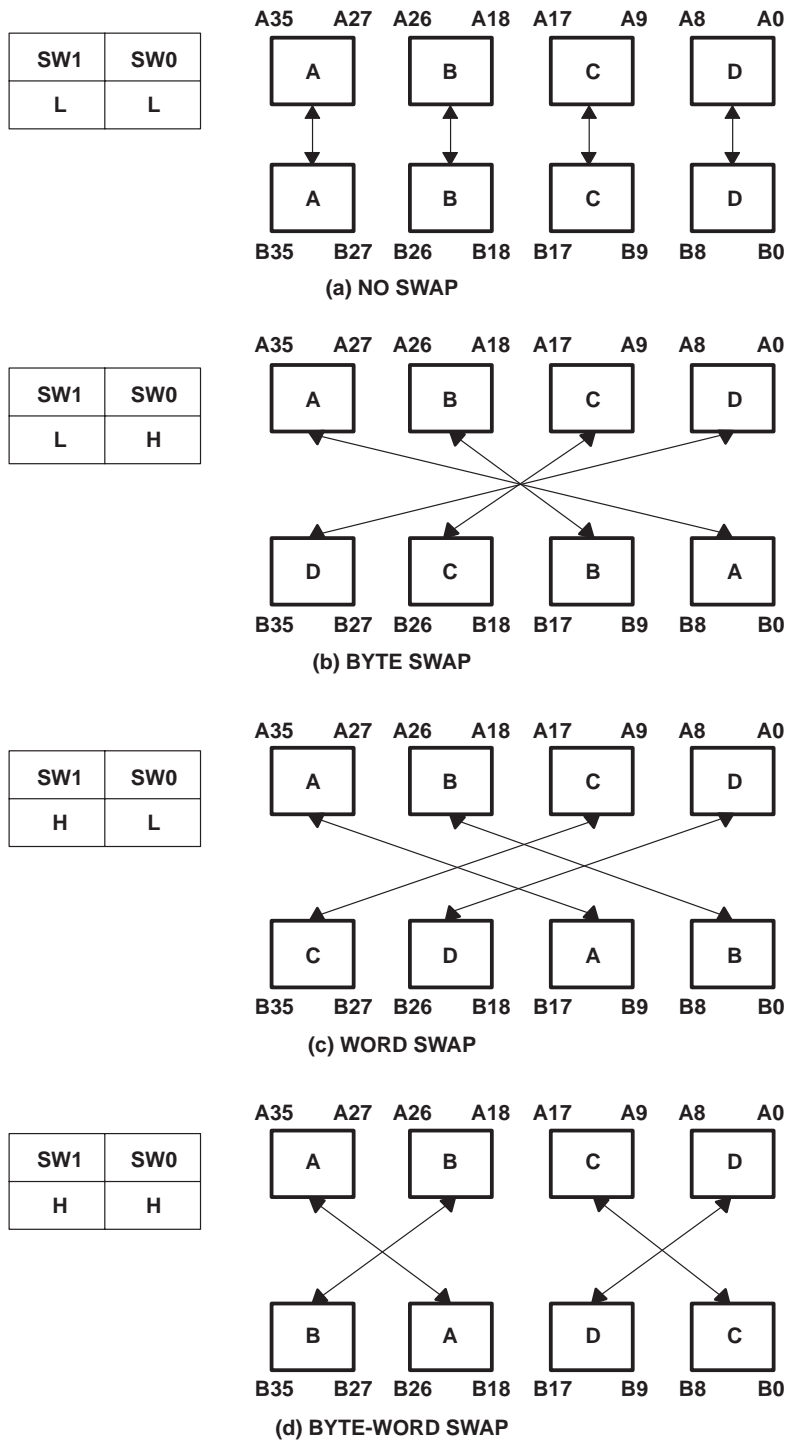 A35 A27 A26 A18 A17 A9 A8 A0
SW1 SW0
L L
A B C D
A B C D
B35 B27 B26 B18 B17 B9 B8 B0
(a) NO SWAP
A35 A27 A26 A18 A17 A9 A8 A0
SW1 SW0
L H
A B C D
D C B A
B35 B27 B26 B18 B17 B9 B8 B0
(b) BYTE SWAP
A35 A27 A26 A18 A17 A9 A8 A0
SW1 SW0
H L
A B C D
C D A B
B35 B27 B26 B18 B17 B9 B8 B0
(c) WORD SWAP
A35 A27 A26 A18 A17 A9 A8 A0
SW1 SW0
H H
A B C D
B A D C
B35 B27 B26 B18 B17 B9 B8 B0
(d) BYTE-WORD SWAP